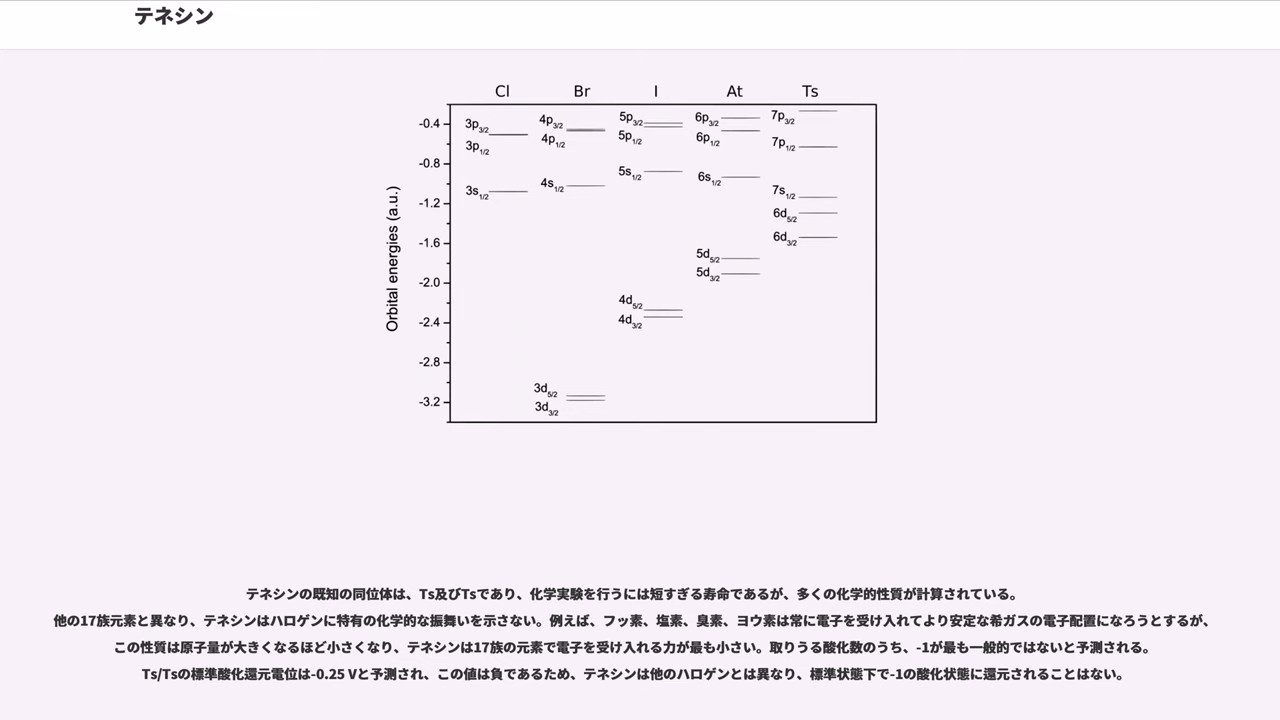 テネシン
Cl Br I At Ts
Orbital energies (a.u.)
-0.4
-0.8
-1.2
-1.6
-2.0
-2.4
-2.8
-3.2
3p3/2
3p1/2
3s1/2
4p3/2
4p1/2
4s1/2
3d5/2
3d3/2
5p3/2
5p1/2
5s1/2
4d5/2
4d3/2
6p3/2
6p1/2
6s1/2
5d5/2
5d3/2
7p3/2
7p1/2
7s1/2
6d5/2
6d3/2
テネシンの既知の同位体は、Ts及びTsであり、化学実験を行うには短すぎる寿命であるが、多くの化学的性質が計算されている。
他の17族元素と異なり、テネシンはハロゲンに特有の化学的な振舞いを示さない。例えば、フッ素、塩素、臭素、ヨウ素は常に電子を受け入れてより安定な希ガスの電子配置になろうとするが、
この性質は原子量が大きくなるほど小さくなり、テネシンは17族の元素で電子を受け入れる力が最も小さい。取りうる酸化数のうち、-1が最も一般的ではないと予測される。
Ts/Tsの標準酸化還元電位は-0.25 Vと予測され、この値は負であるため、テネシンは他のハロゲンとは異なり、標準状態下で-1の酸化状態に還元されることはない。